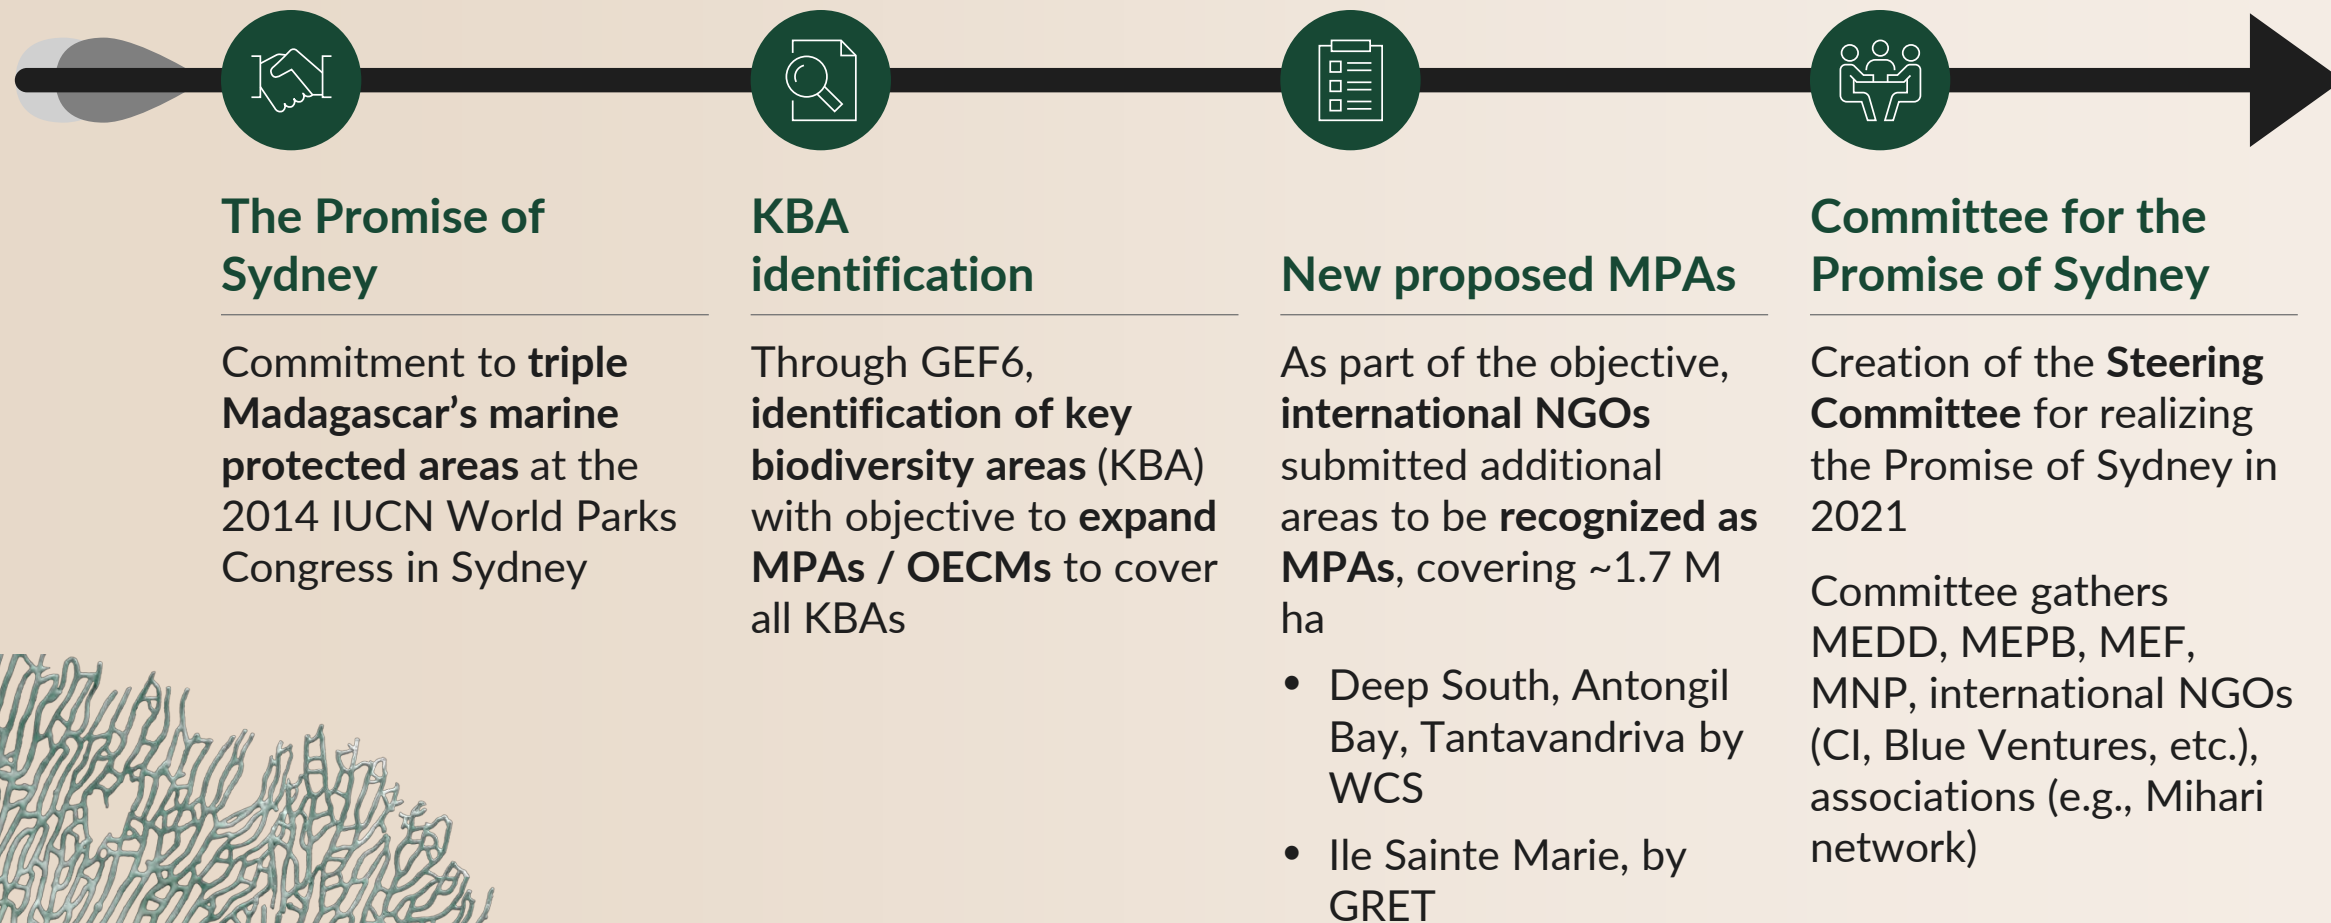 The Promise of
Sydney
Commitment to triple
Madagascar’s marine
protected areas at the
2014 IUCN World Parks
Congress in Sydney
KBA
identification
Through GEF6,
identification of key
biodiversity areas (KBA)
with objective to expand
MPAs / OECMs to cover
all KBAs
New proposed MPAs
As part of the objective,
international NGOs
submitted additional
areas to be recognized as
MPAs, covering ~1.7 M
ha
• Deep South, Antongil
Bay, Tantavandriva by
WCS
• Ile Sainte Marie, by
GRET
Committee for the
Promise of Sydney
Creation of the Steering
Committee for realizing
the Promise of Sydney in
2021
Committee gathers
MEDD, MEPB, MEF,
MNP, international NGOs
(CI, Blue Ventures, etc.),
associations (e.g., Mihari
network)